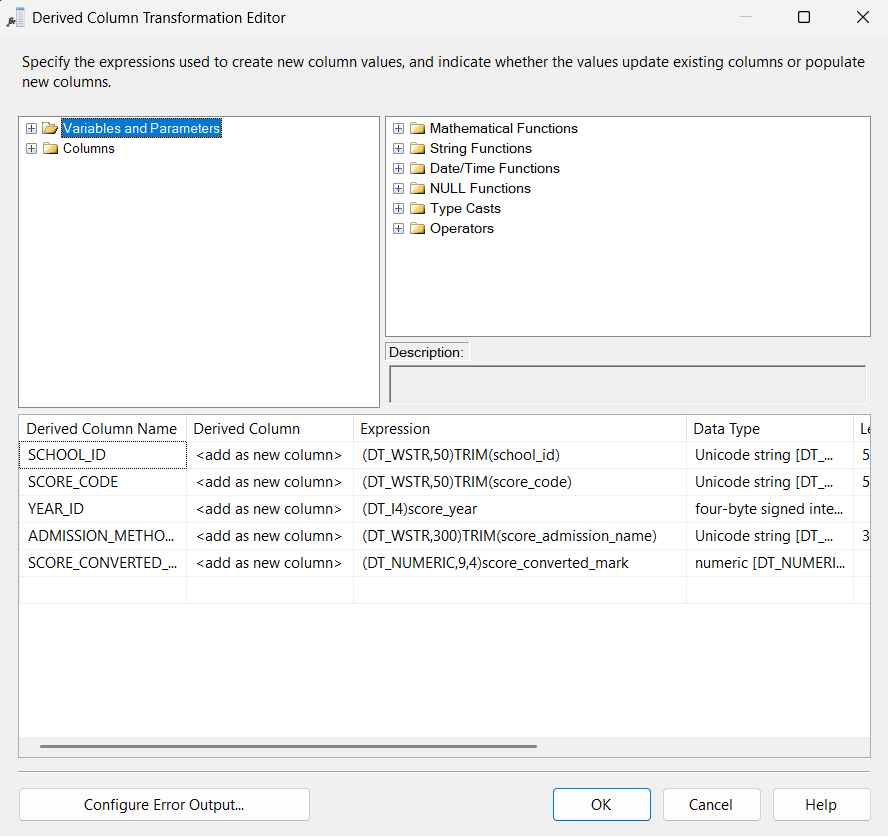 Derived Column Transformation Editor
Specify the expressions used to create new column values, and indicate whether the values update existing columns or populate
new columns.
Variables and Parameters
Columns
Mathematical Functions
String Functions
Date/Time Functions
NULL Functions
Type Casts
Operators
Description:
Derived Column Name Derived Column Expression Data Type Le
SCHOOL_ID <add as new column> (DT_WSTR,50)TRIM(school_id) Unicode string [DT_... 5
SCORE_CODE <add as new column> (DT_WSTR,50)TRIM(score_code) Unicode string [DT_... 5
YEAR_ID <add as new column> (DT_I4)score_year four-byte signed inte...
ADMISSION_METHO... <add as new column> (DT_WSTR,300)TRIM(score_admission_name) Unicode string [DT_... 3
SCORE_CONVERTED_... <add as new column> (DT_NUMERIC,9,4)score_converted_mark numeric [DT_NUMERI...
Configure Error Output... OK Cancel Help